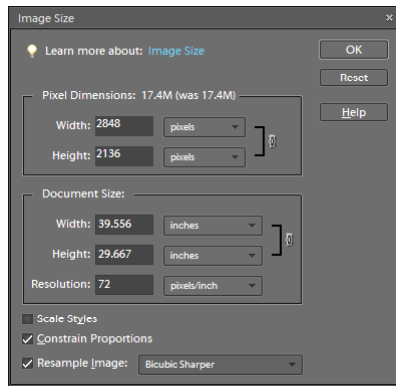 Image Size ×
Learn more about: Image Size
OK
Reset
Help
Pixel Dimensions: 17.4M (was 17.4M)
Width: 2848 pixels
Height: 2136 pixels
Document Size:
Width: 39.556 inches
Height: 29.667 inches
Resolution: 72 pixels/inch
Scale Styles
Constrain Proportions
Resample Image: Bicubic Sharper